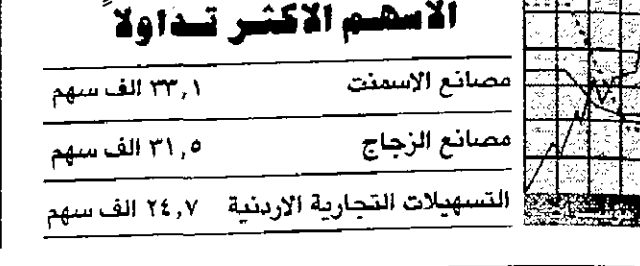 الاسهم الاكثر تداولاً
مصانع الاسمنت ٣٣,١ الف سهم
مصانع الزجاج ٣١,٥ الف سهم
التسهيلات التجارية الاردنية ٢٤,٧ الف سهم